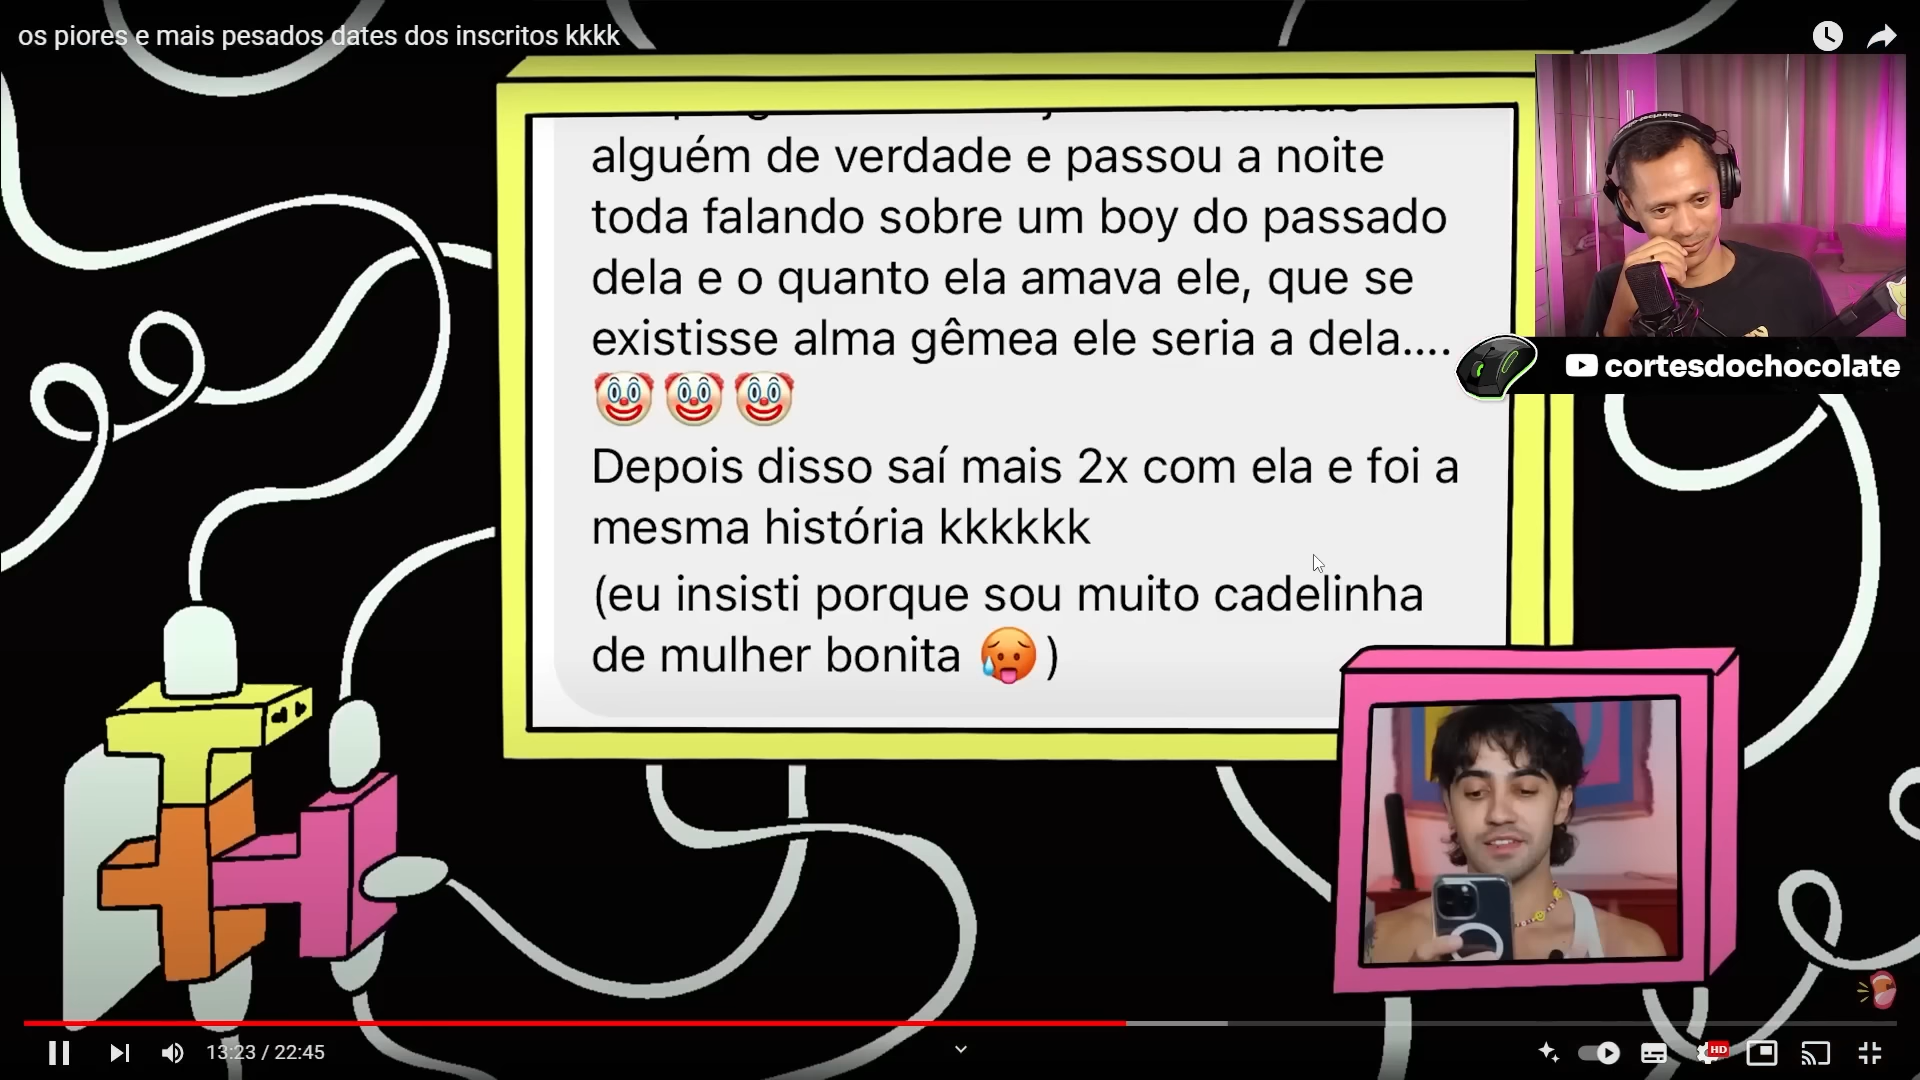 os piores e mais pesados dates dos inscritos kkkk
alguém de verdade e passou a noite
toda falando sobre um boy do passado
dela e o quanto ela amava ele, que se
existisse alma gêmea ele seria a dela....
🤡🤡🤡
Depois disso saí mais 2x com ela e foi a
mesma história kkkkkk
(eu insisti porque sou muito cadelinha
de mulher bonita 🥵)
cortesdochocolate
13:23 / 22:45
HD